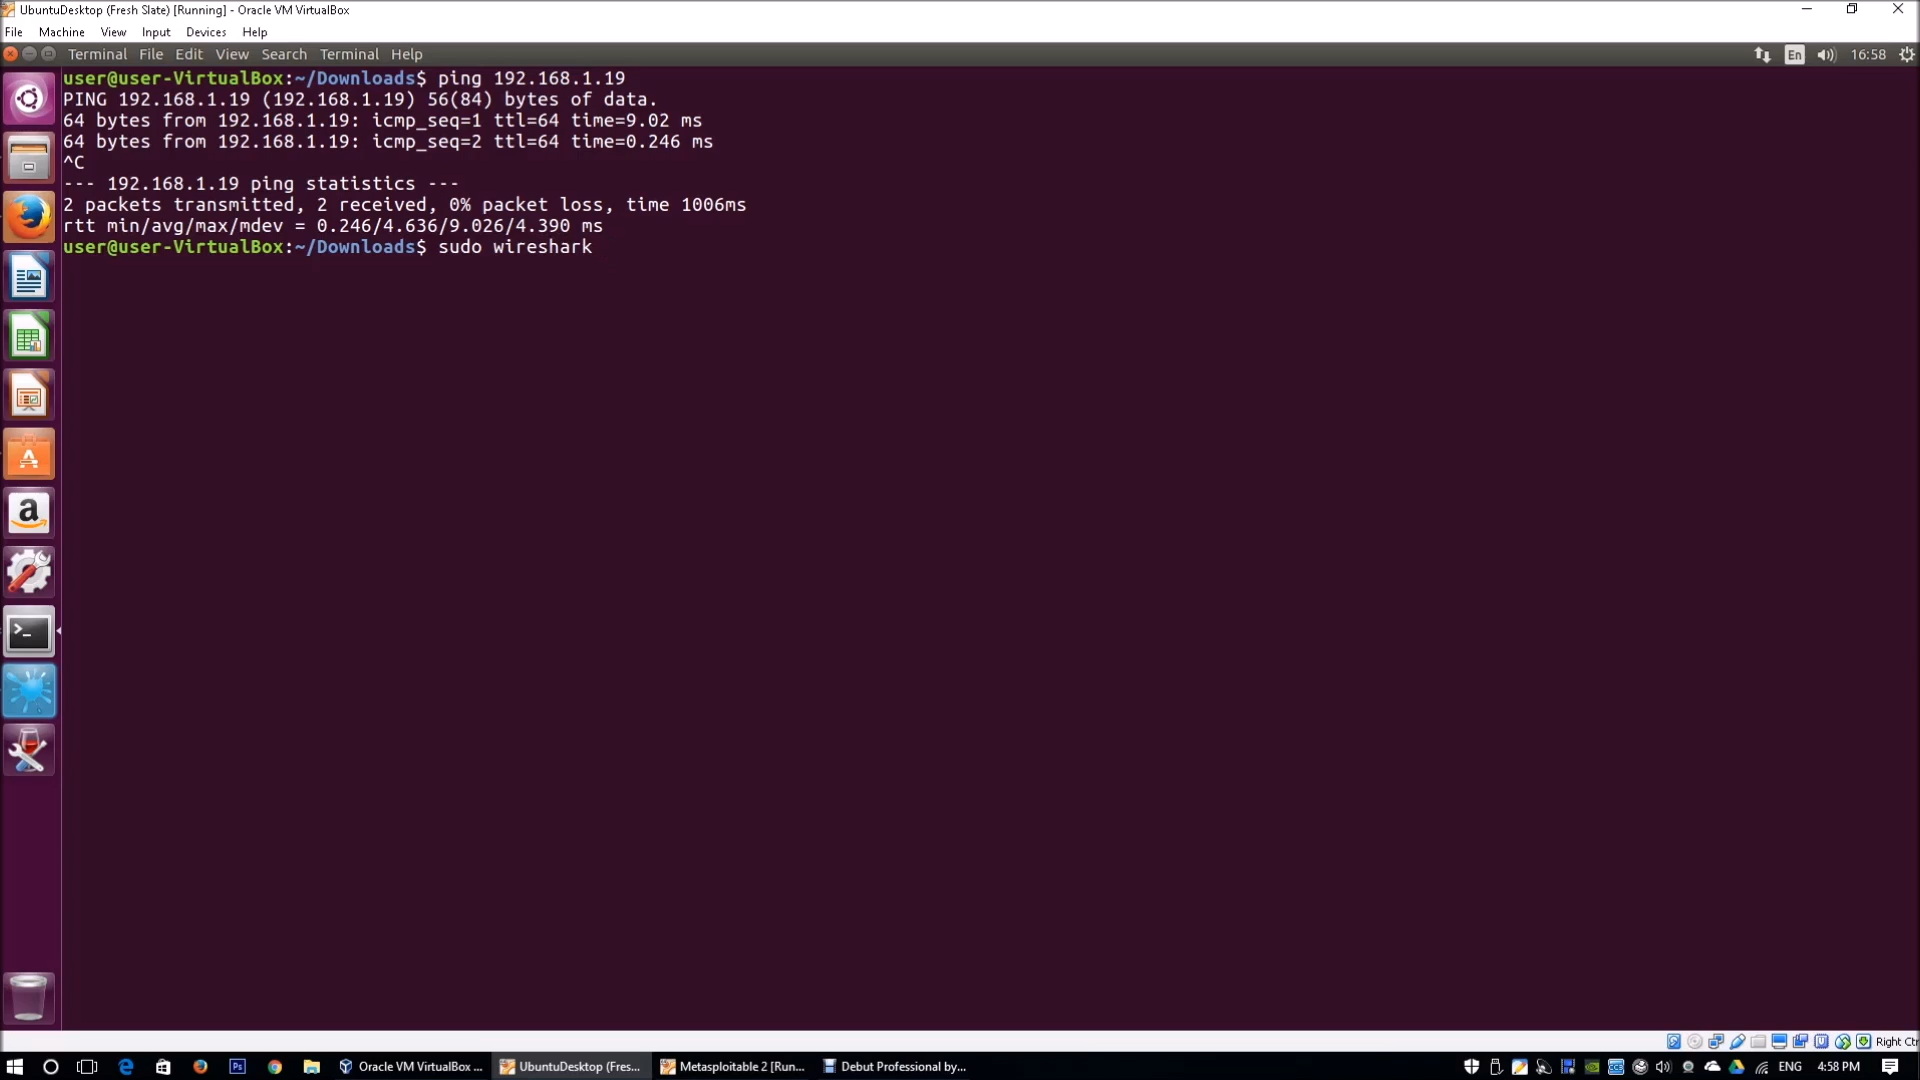 UbuntuDesktop (Fresh Slate) [Running] - Oracle VM VirtualBox
File Machine View Input Devices Help
Terminal File Edit View Search Terminal Help En 16:58
user@user-VirtualBox:~/Downloads$ ping 192.168.1.19
PING 192.168.1.19 (192.168.1.19) 56(84) bytes of data.
64 bytes from 192.168.1.19: icmp_seq=1 ttl=64 time=9.02 ms
64 bytes from 192.168.1.19: icmp_seq=2 ttl=64 time=0.246 ms
^C
--- 192.168.1.19 ping statistics ---
2 packets transmitted, 2 received, 0% packet loss, time 1006ms
rtt min/avg/max/mdev = 0.246/4.636/9.026/4.390 ms
user@user-VirtualBox:~/Downloads$ sudo wireshark
Right Ctr
Oracle VM VirtualBox ... UbuntuDesktop (Fres... Metasploitable 2 [Run... Debut Professional by... ENG 4:58 PM